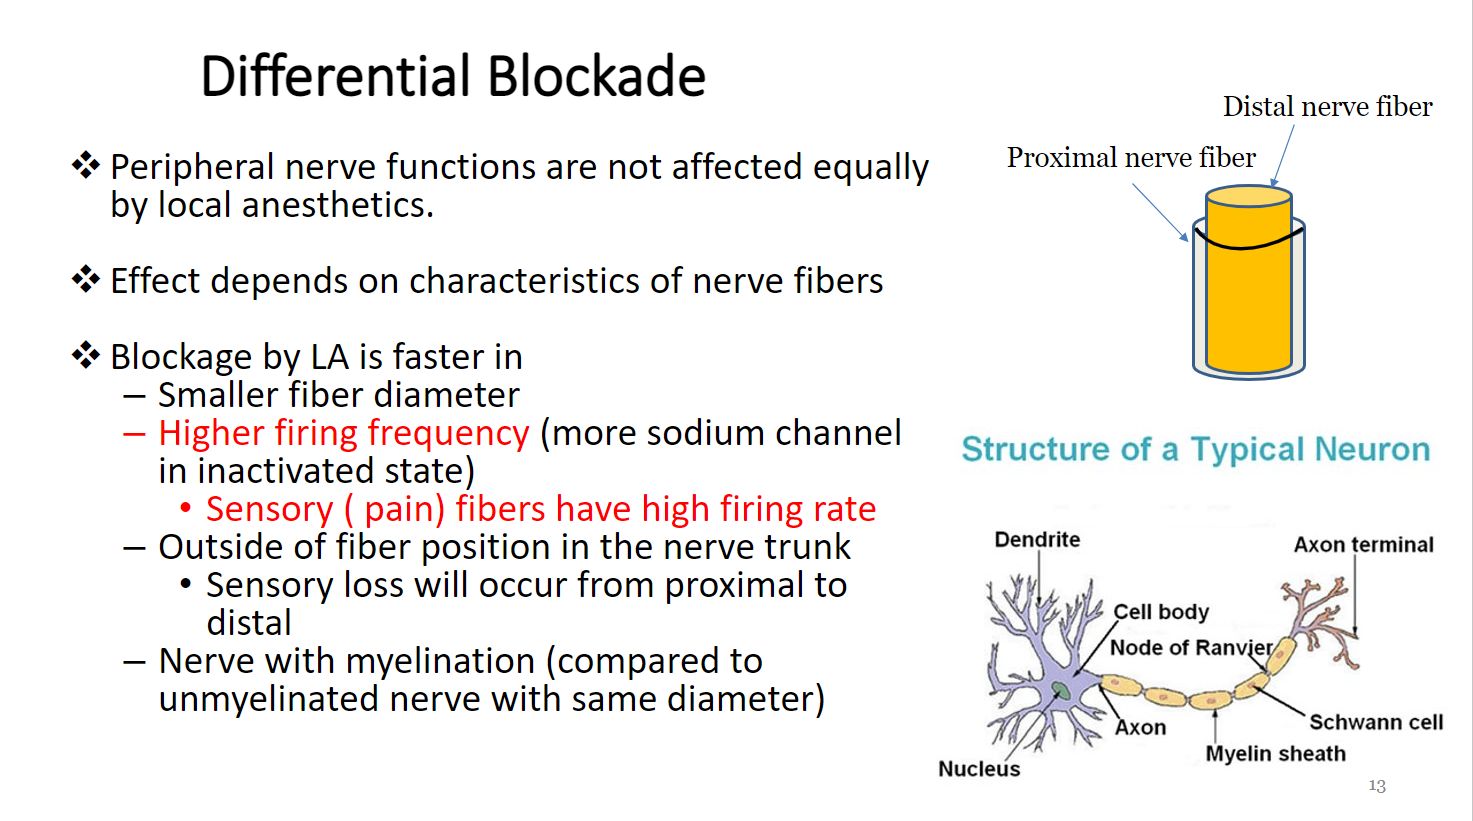 Differential Blockade
❖ Peripheral nerve functions are not affected equally
by local anesthetics.
❖ Effect depends on characteristics of nerve fibers
❖ Blockage by LA is faster in
– Smaller fiber diameter
– Higher firing frequency (more sodium channel
in inactivated state)
• Sensory ( pain) fibers have high firing rate
– Outside of fiber position in the nerve trunk
• Sensory loss will occur from proximal to
distal
– Nerve with myelination (compared to
unmyelinated nerve with same diameter)
Distal nerve fiber
Proximal nerve fiber
Structure of a Typical Neuron
Dendrite
Axon terminal
Cell body
Node of Ranvier
Axon
Schwann cell
Myelin sheath
Nucleus
13